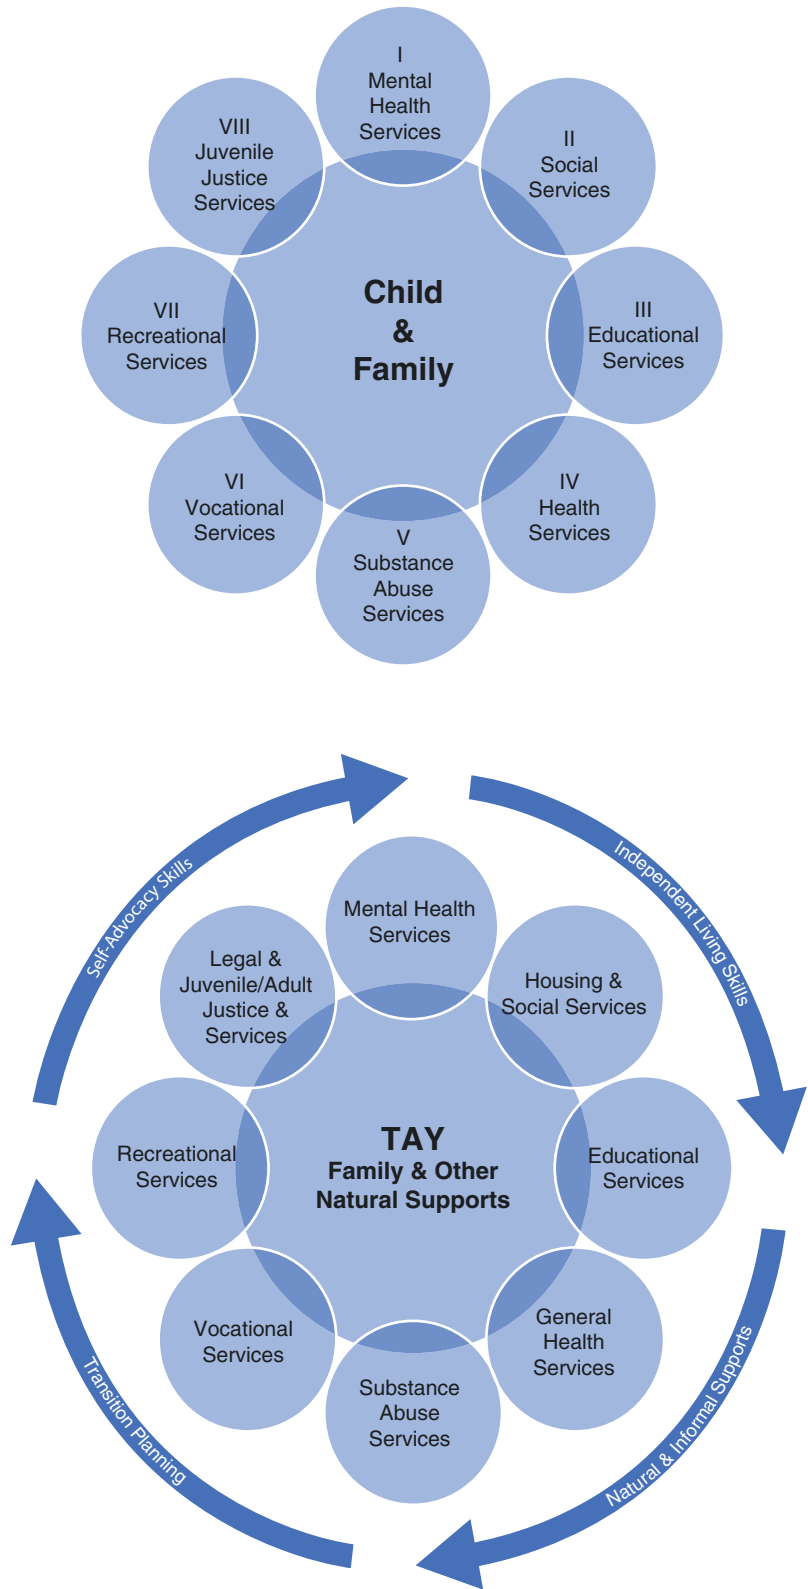 I
Mental
Health
Services
II
Social
Services
III
Educational
Services
IV
Health
Services
V
Substance
Abuse
Services
VI
Vocational
Services
VII
Recreational
Services
VIII
Juvenile
Justice
Services
Child
&
Family
Self-Advocacy Skills
Independent Living Skills
Natural & Informal Supports
Transition Planning
Mental Health
Services
Housing &
Social Services
Educational
Services
General
Health
Services
Substance
Abuse
Services
Vocational
Services
Recreational
Services
Legal &
Juvenile/Adult
Justice &
Services
TAY
Family & Other
Natural Supports